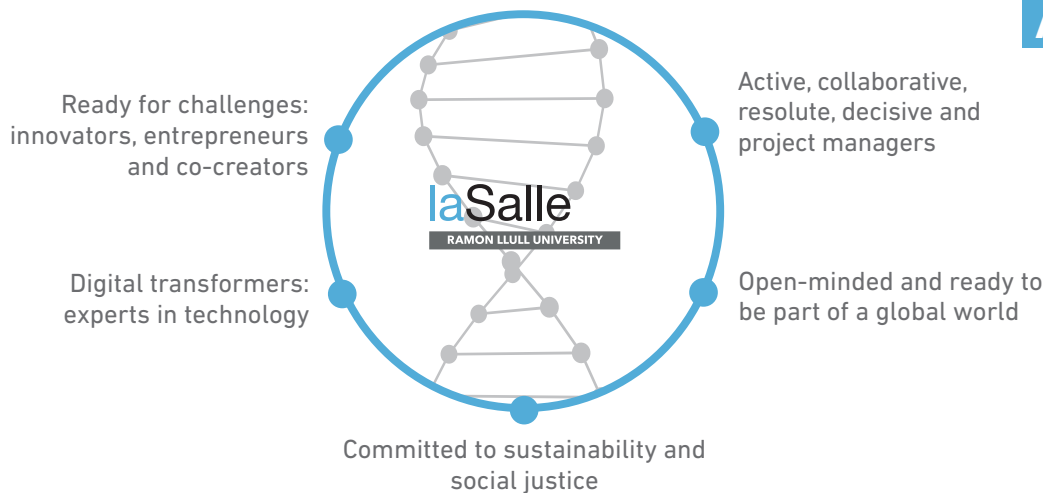 Ready for challenges:
innovators, entrepreneurs
and co-creators
Active, collaborative,
resolute, decisive and
project managers
laSalle
RAMON LLULL UNIVERSITY
Digital transformers:
experts in technology
Open-minded and ready to
be part of a global world
Committed to sustainability and
social justice